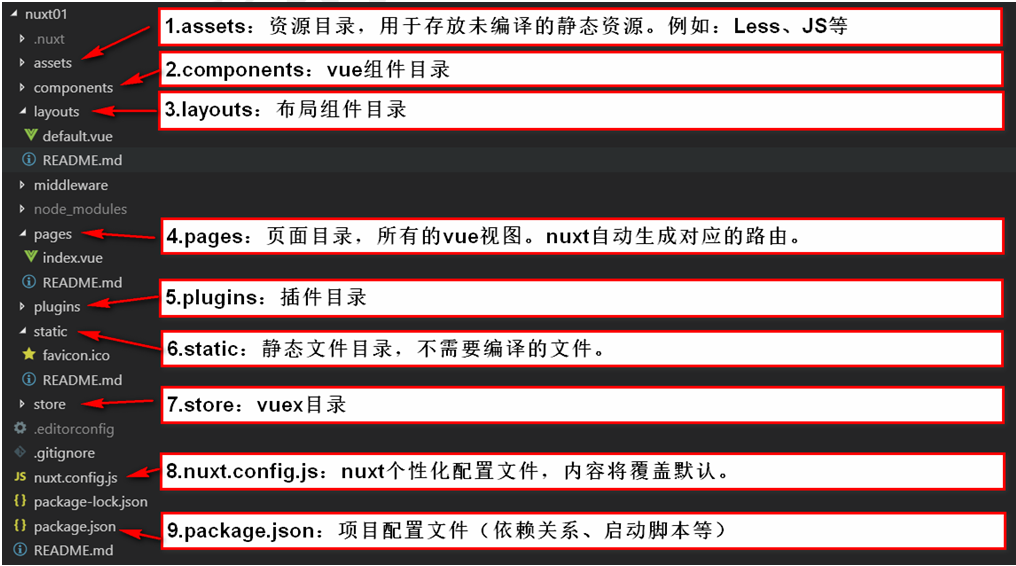 nuxt01
.nuxt
assets
components
layouts
default.vue
README.md
middleware
node_modules
pages
index.vue
README.md
plugins
static
favicon.ico
README.md
store
.editorconfig
.gitignore
JS nuxt.config.js
{} package-lock.json
{} package.json
README.md
1.assets：资源目录，用于存放未编译的静态资源。例如：Less、JS等
2.components：vue组件目录
3.layouts：布局组件目录
4.pages：页面目录，所有的vue视图。nuxt自动生成对应的路由。
5.plugins：插件目录
6.static：静态文件目录，不需要编译的文件。
7.store：vuex目录
8.nuxt.config.js：nuxt个性化配置文件，内容将覆盖默认。
9.package.json：项目配置文件（依赖关系、启动脚本等）